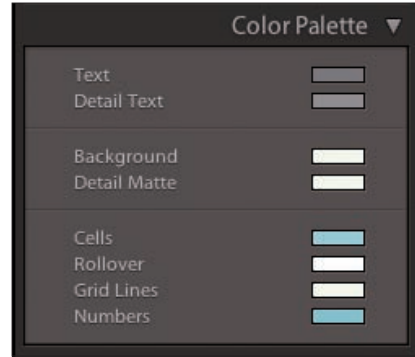 Color Palette ▼
Text
Detail Text
Background
Detail Matte
Cells
Rollover
Grid Lines
Numbers